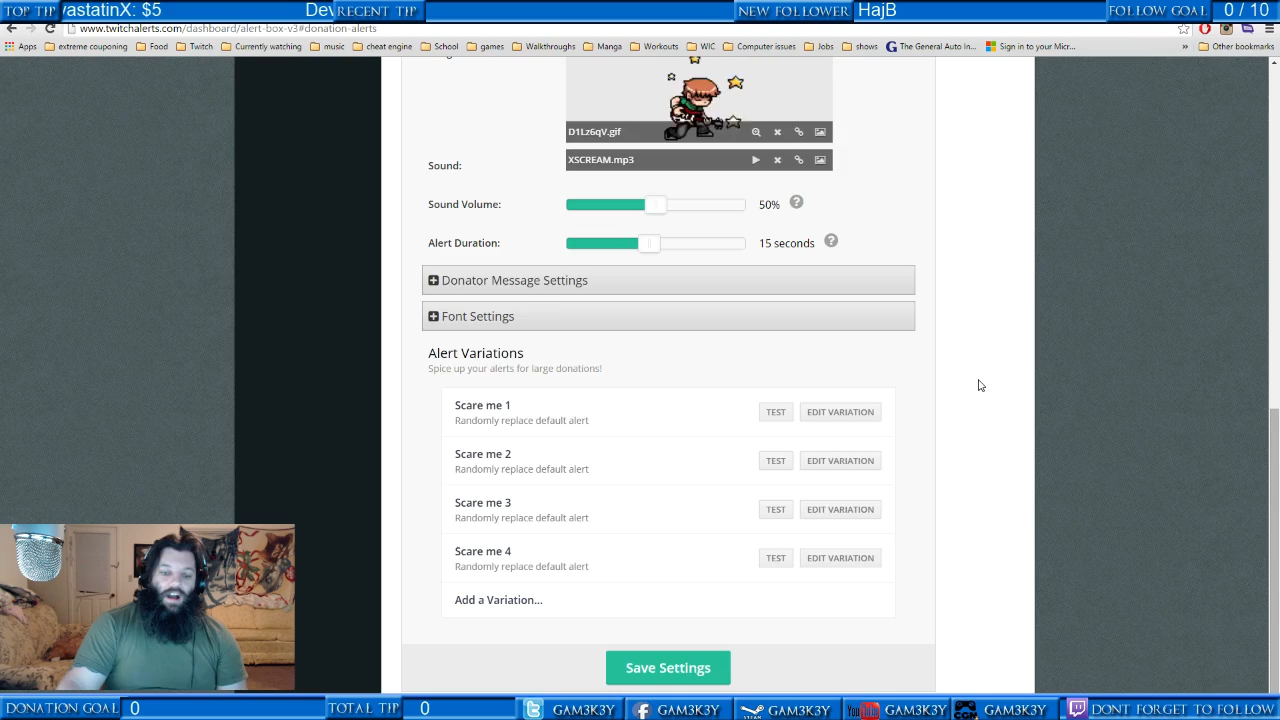 TOP TIP vastatinX: $5 Dev RECENT TIP NEW FOLLOWER HajB FOLLOW GOAL 0 / 10
www.twitchalerts.com/dashboard/alert-box-v3#donation-alerts
Apps extreme couponing Food Twitch Currently watching music cheat engine School games Walkthroughs Manga Workouts WIC Computer issues Jobs shows The General Auto In... Sign in to your Micr... » Other bookmarks
D1Lz6qV.gif
Sound: XSCREAM.mp3
Sound Volume: 50% ?
Alert Duration: 15 seconds ?
Donator Message Settings
Font Settings
Alert Variations
Spice up your alerts for large donations!
Scare me 1
Randomly replace default alert
TEST EDIT VARIATION
Scare me 2
Randomly replace default alert
TEST EDIT VARIATION
Scare me 3
Randomly replace default alert
TEST EDIT VARIATION
Scare me 4
Randomly replace default alert
TEST EDIT VARIATION
Add a Variation...
Save Settings
DONATION GOAL 0 TOTAL TIP 0 GAM3K3Y GAM3K3Y GAM3K3Y GAM3K3Y GAM3K3Y DONT FORGET TO FOLLOW